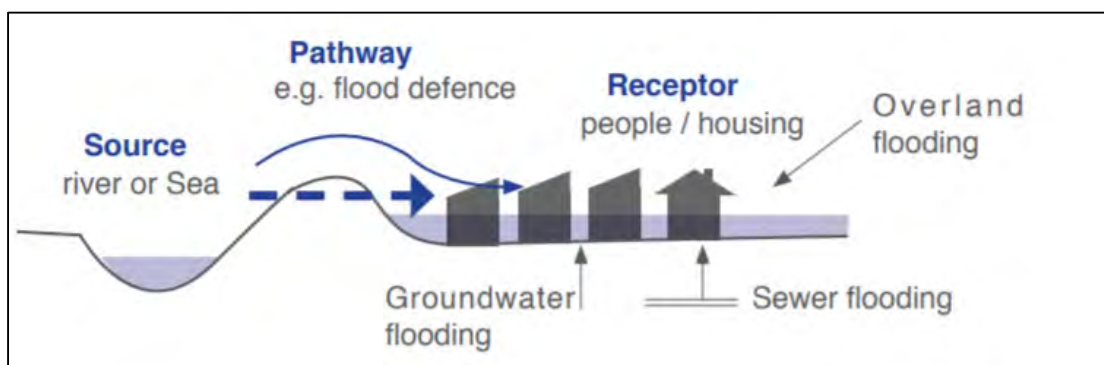 Pathway
e.g. flood defence
Receptor
people / housing
Overland
flooding
Source
river or Sea
Groundwater
flooding
Sewer flooding